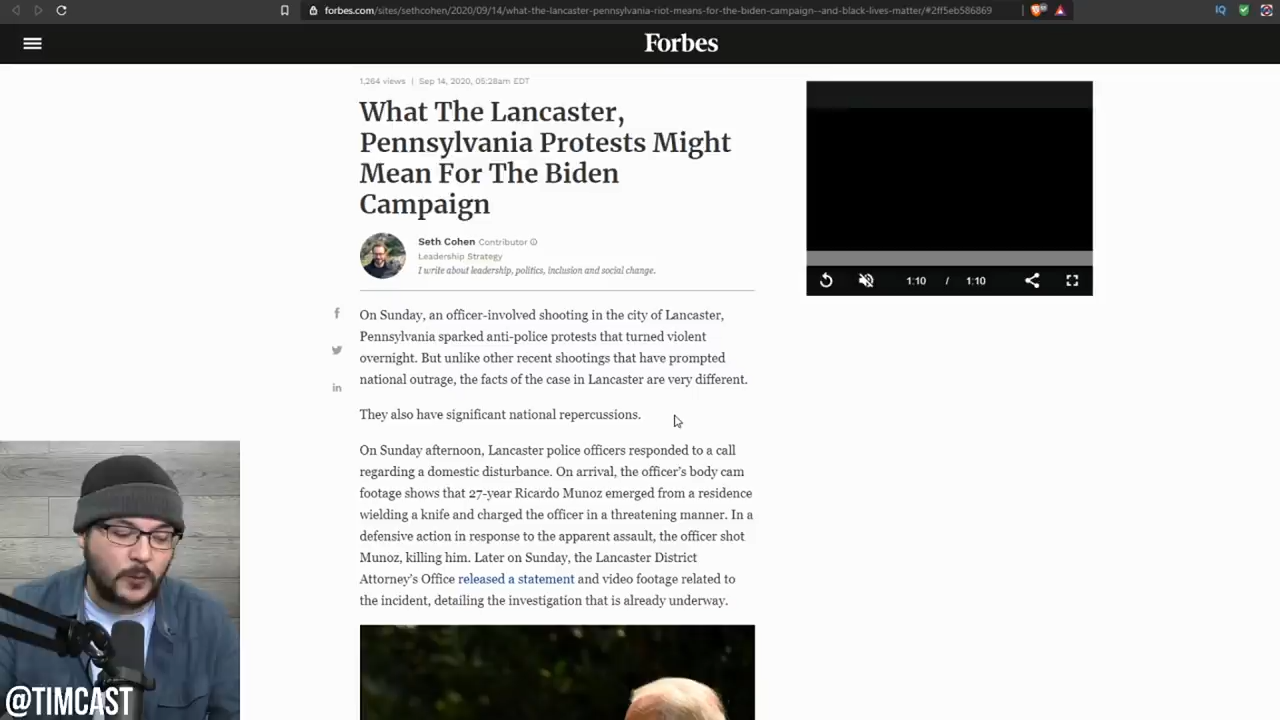 forbes.com/sites/sethcohen/2020/09/14/what-the-lancaster-pennsylvania-riot-means-for-the-biden-campaign--and-black-lives-matter/#2ff5eb586869
IQ
Forbes
1,264 views | Sep 14, 2020, 05:28am EDT
What The Lancaster,
Pennsylvania Protests Might
Mean For The Biden
Campaign
Seth Cohen Contributor
Leadership Strategy
I write about leadership, politics, inclusion and social change.
1:10 / 1:10
On Sunday, an officer-involved shooting in the city of Lancaster,
Pennsylvania sparked anti-police protests that turned violent
overnight. But unlike other recent shootings that have prompted
national outrage, the facts of the case in Lancaster are very different.
They also have significant national repercussions.
On Sunday afternoon, Lancaster police officers responded to a call
regarding a domestic disturbance. On arrival, the officer's body cam
footage shows that 27-year Ricardo Munoz emerged from a residence
wielding a knife and charged the officer in a threatening manner. In a
defensive action in response to the apparent assault, the officer shot
Munoz, killing him. Later on Sunday, the Lancaster District
Attorney's Office released a statement and video footage related to
the incident, detailing the investigation that is already underway.
@TIMCAST